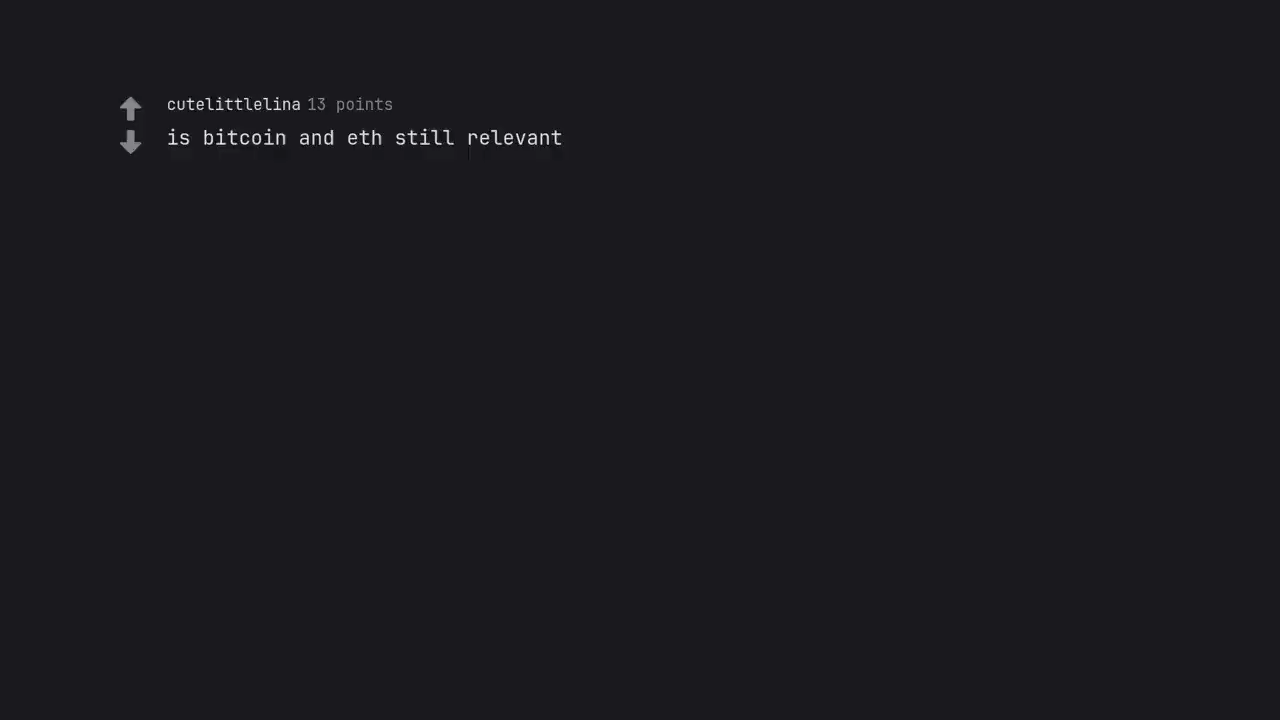 cutelittlelina 13 points
is bitcoin and eth still relevant